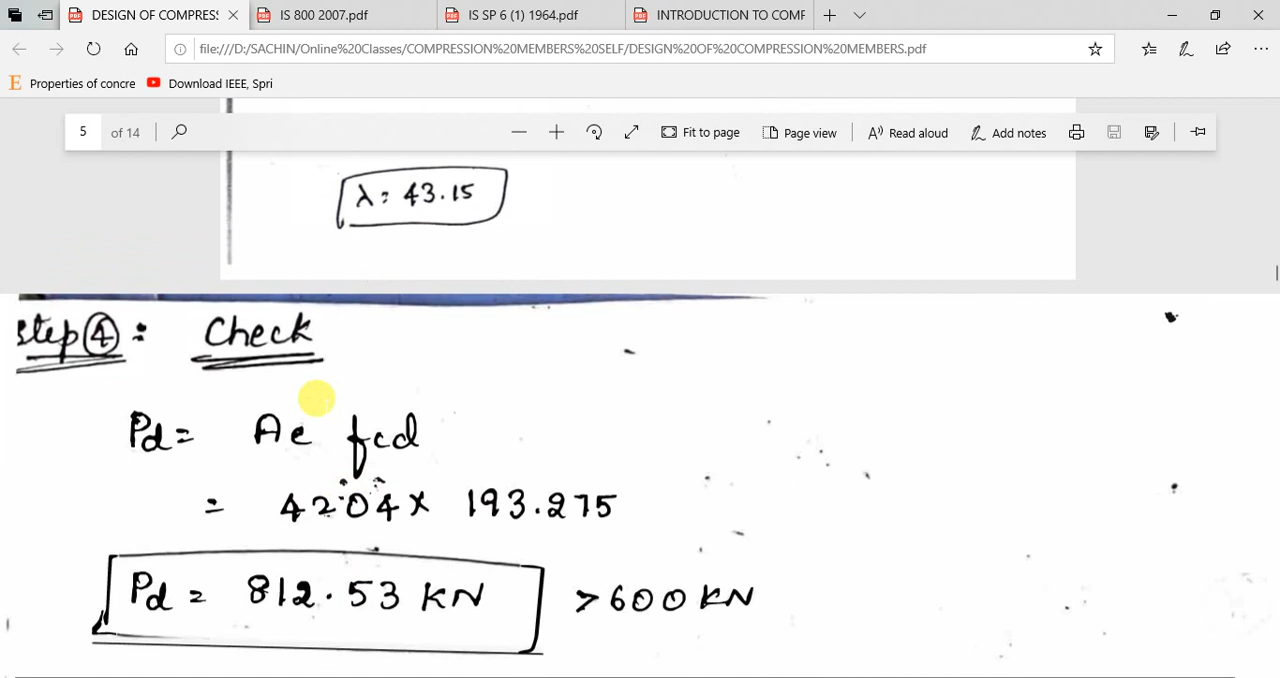 DESIGN OF COMPRESS
IS 800 2007.pdf
IS SP 6 (1) 1964.pdf
INTRODUCTION TO COMP
file:///D:/SACHIN/Online%20Classes/COMPRESSION%20MEMBERS%20SELF/DESIGN%20OF%20COMPRESSION%20MEMBERS.pdf
E Properties of concre
Download IEEE, Spri
5 of 14
Fit to page
Page view
Read aloud
Add notes
λ = 43.15
Step ④ : Check
Pd = Ae fcd
= 4204 × 193.275
Pd = 812.53 KN > 600 KN